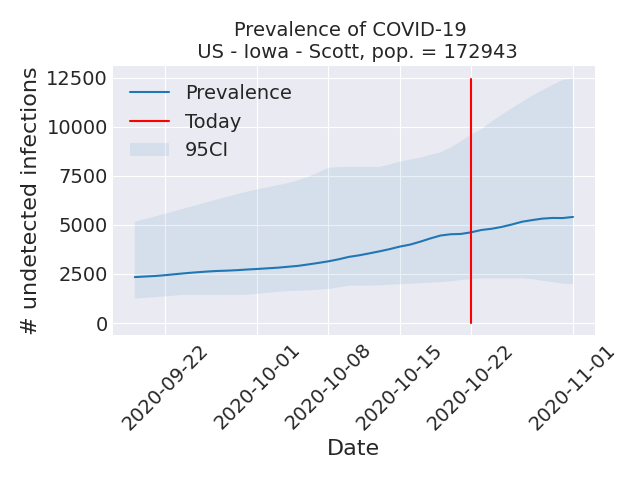 Prevalence of COVID-19
US - Iowa - Scott, pop. = 172943
# undetected infections
12500
10000
7500
5000
2500
0
Prevalence
Today
95CI
2020-09-22
2020-10-01
2020-10-08
2020-10-15
2020-10-22
2020-11-01
Date